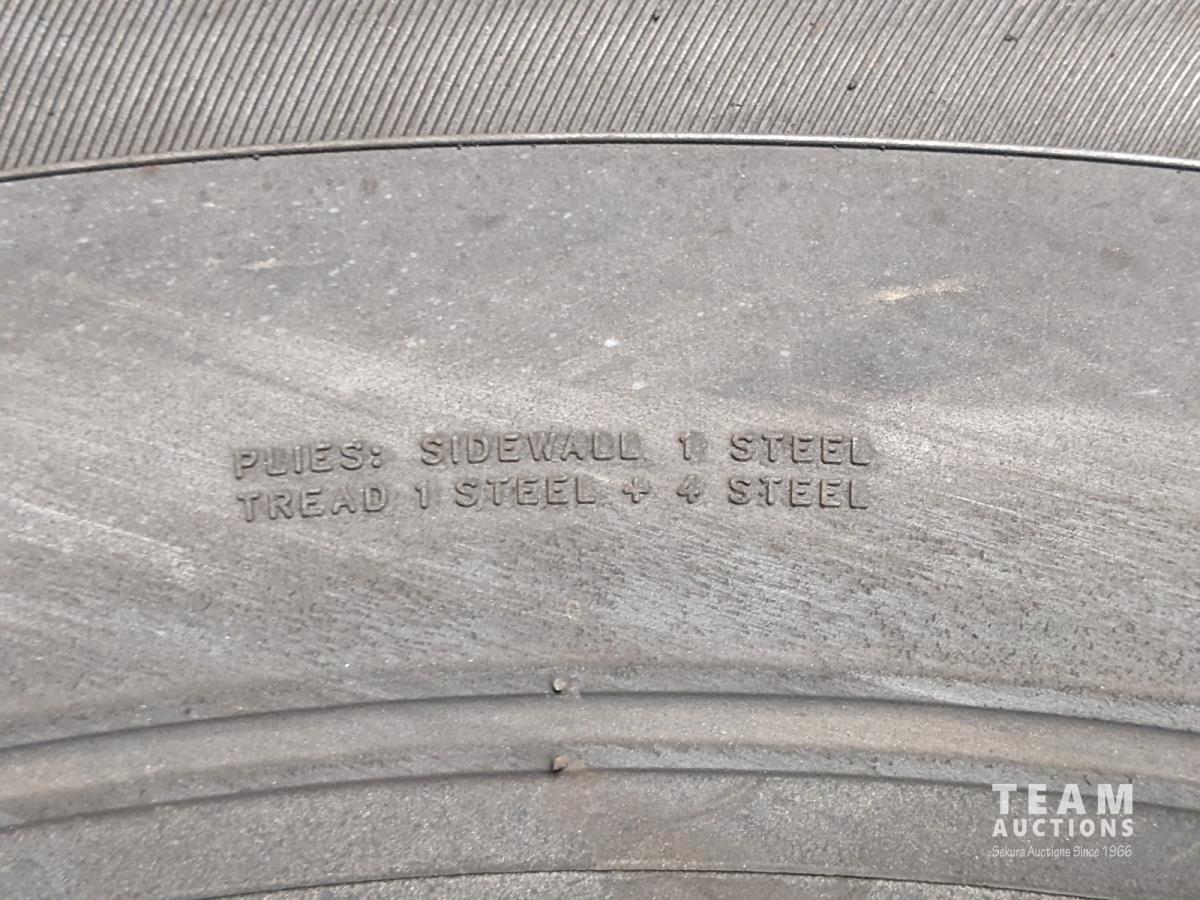 PLIES: SIDEWALL 1 STEEL
TREAD 1 STEEL + 4 STEEL
TEAM
AUCTIONS
Sekura Auctions Since 1966